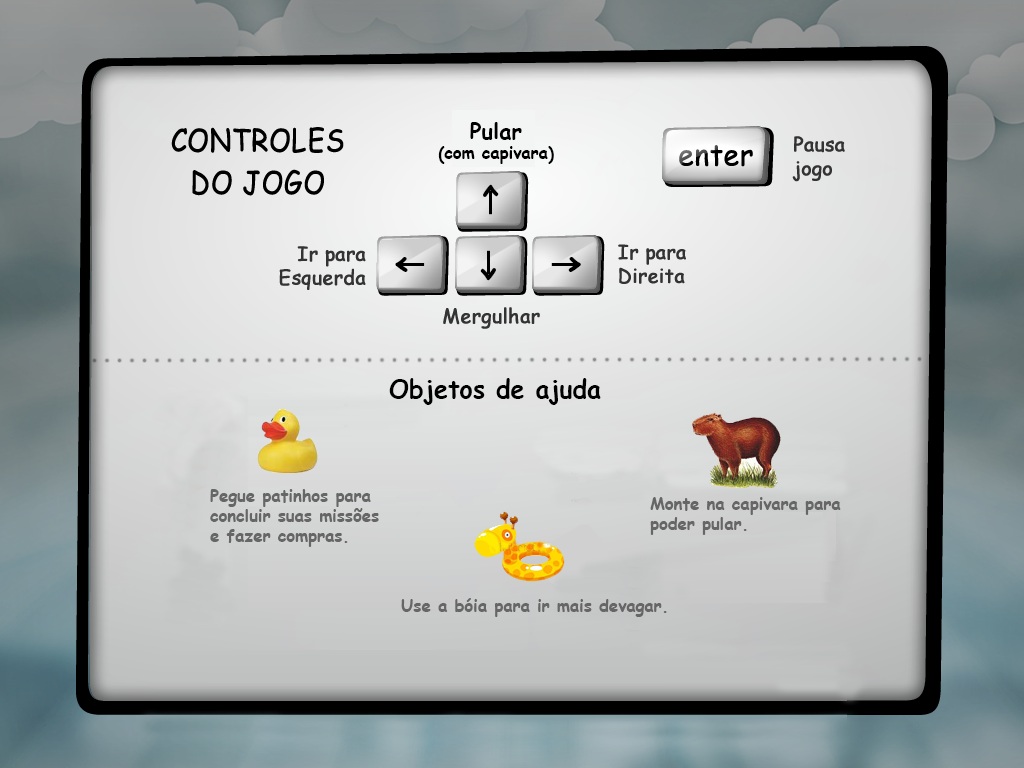 CONTROLES
DO JOGO
Pular
(com capivara)
enter
Pausa
jogo
Ir para
Esquerda
Ir para
Direita
Mergulhar
Objetos de ajuda
Pegue patinhos para
concluir suas missões
e fazer compras.
Monte na capivara para
poder pular.
Use a bóia para ir mais devagar.